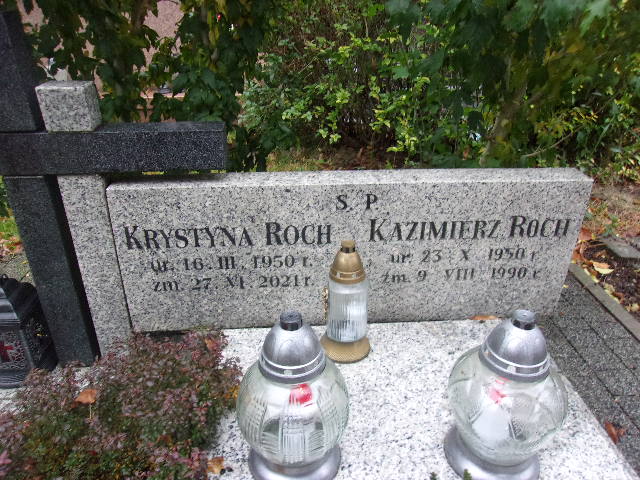 S. P.
KRYSTYNA ROCH
ur. 16 III. 1950 r.
zm. 27. XI. 2021 r.
KAZIMIERZ ROCH
ur. 23. X. 1950 r.
zm. 9 VIII. 1990 r.